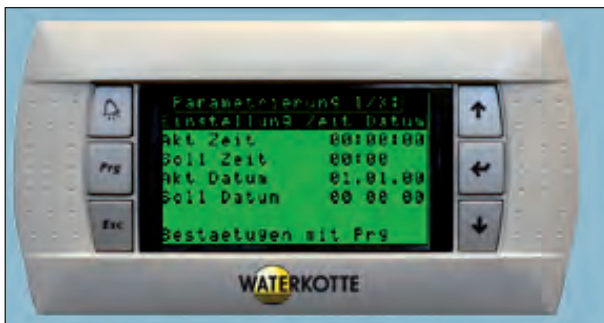 Parametrierung 1/X:
Einstellung Zeit Datum
Akt Zeit 00:00:00
Soll Zeit 00:00
Akt Datum 01.01.00
Soll Datum 00 00 00
Bestaetugen mit Prg
Prg
Esc
WATERKOTTE